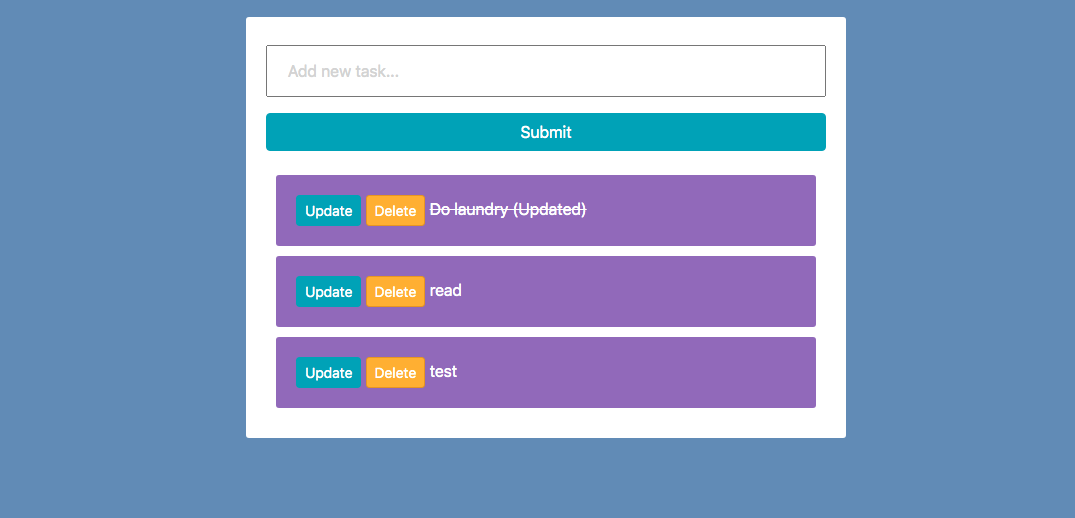 Add new task...
Submit
Update Delete Do laundry (Updated)
Update Delete read
Update Delete test